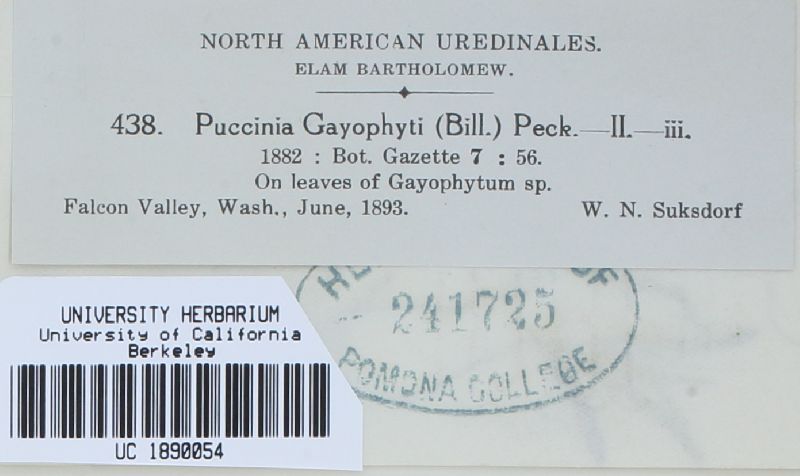 NORTH AMERICAN UREDINALES.
ELAM BARTHOLOMEW.
438. Puccinia Gayophyti (Bill.) Peck.—II.—iii.
1882 : Bot. Gazette 7 : 56.
On leaves of Gayophytum sp.
Falcon Valley, Wash., June, 1893. W. N. Suksdorf
OF
241725
POMONA COLLEGE
UNIVERSITY HERBARIUM
University of California
Berkeley
UC 1890054